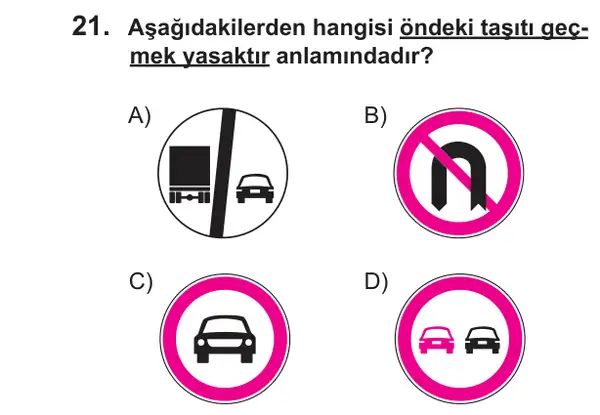 21. Aşağıdakilerden hangisi öndeki taşıtı geç-
mek yasaktır anlamındadır?
A)
B)
C)
D)